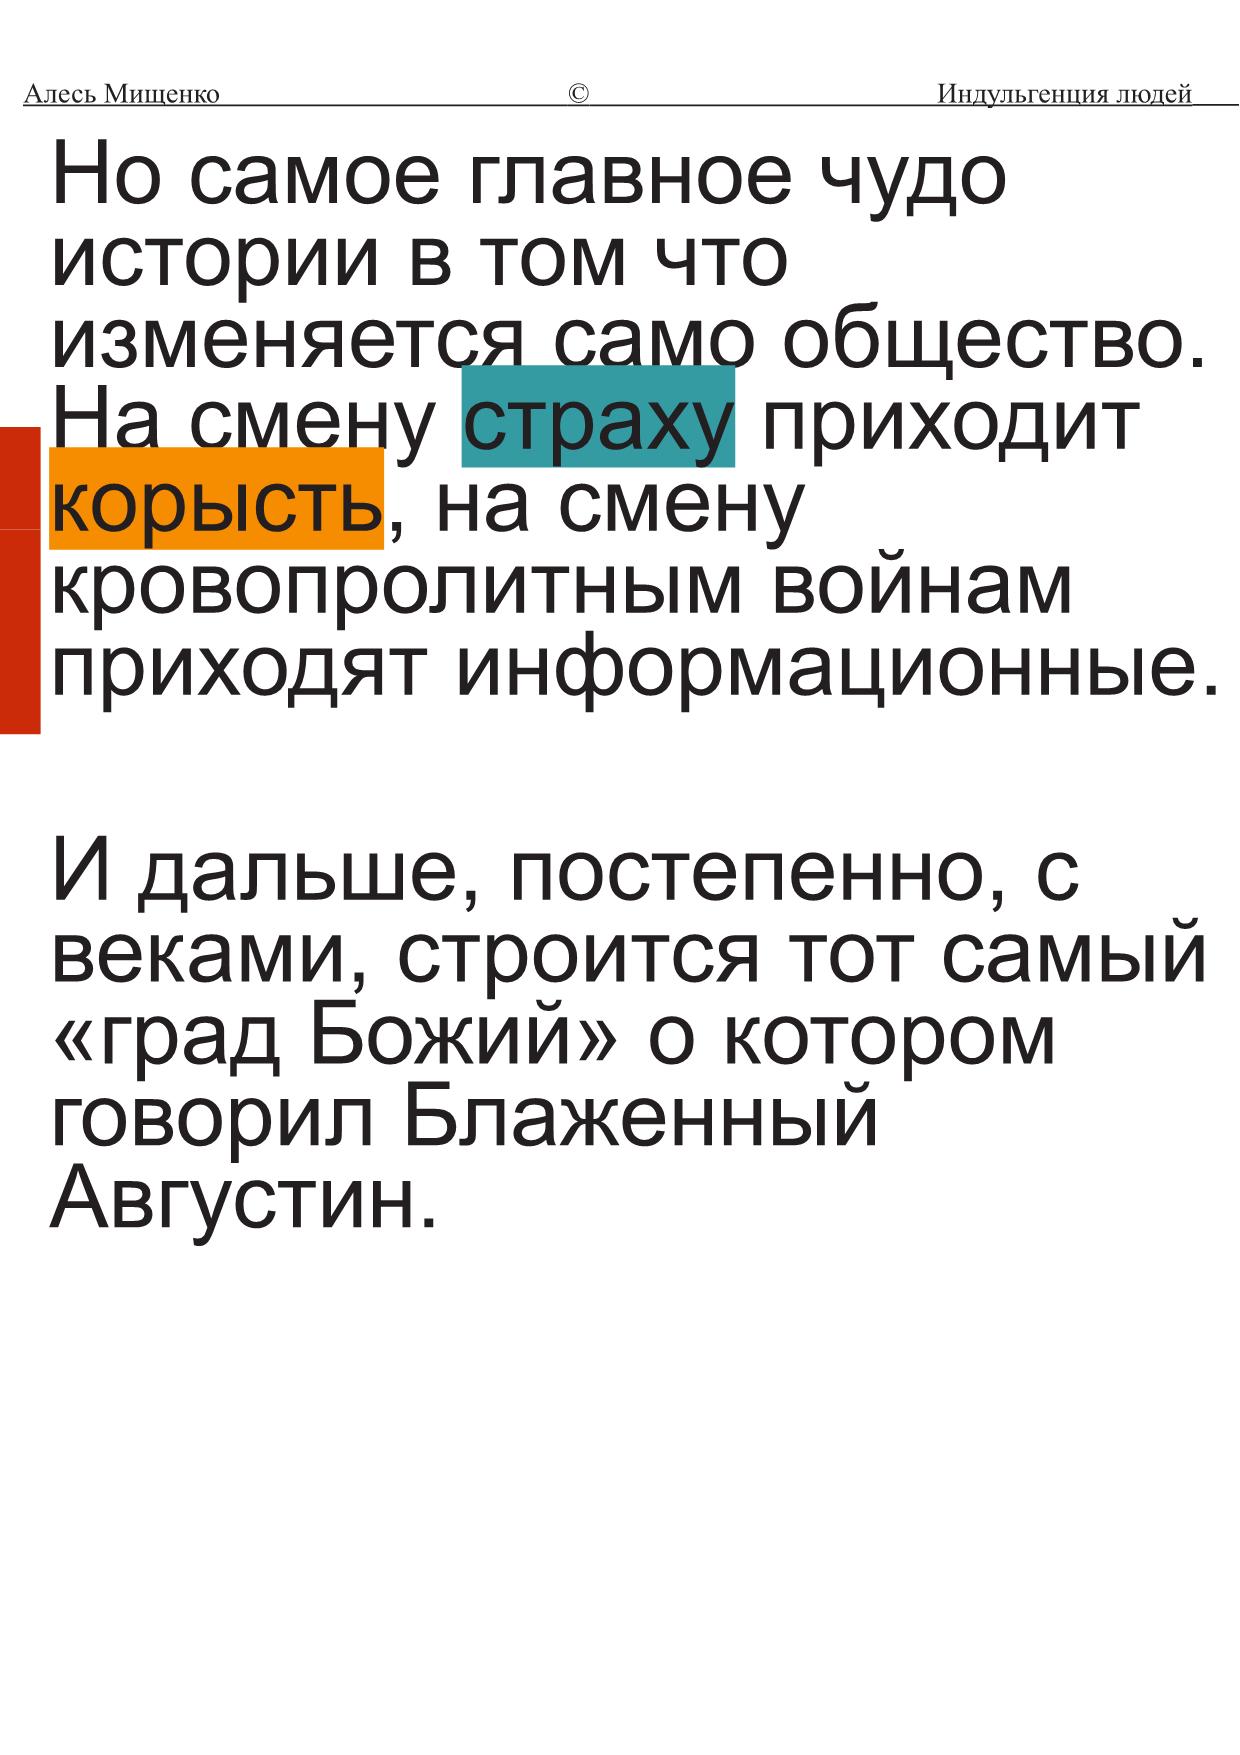 Алесь Мищенко © Индульгенция людей
Но самое главное чудо
истории в том что
изменяется само общество.
На смену страху приходит
корысть, на смену
кровопролитным войнам
приходят информационные.
И дальше, постепенно, с
веками, строится тот самый
«град Божий» о котором
говорил Блаженный
Августин.